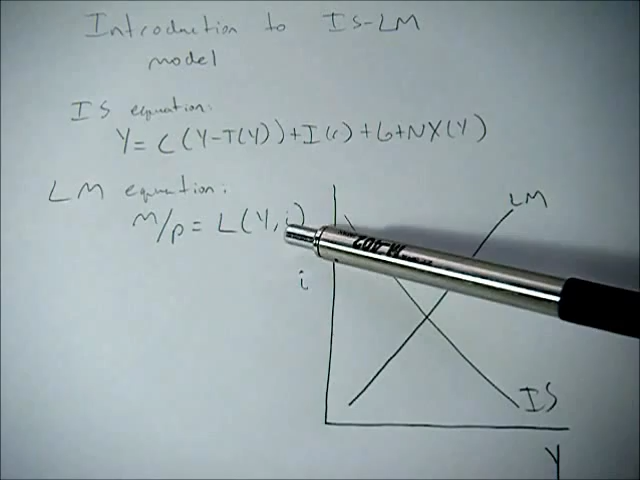 Introduction to IS-LM
model
IS equation:
Y = C(Y-T(Y))+I(r)+G+NX(Y)
LM equation:
M/P = L(Y, i)
LM
i
IS
Y